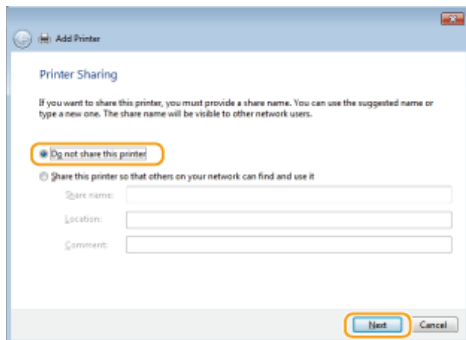 Add Printer
Printer Sharing
If you want to share this printer, you must provide a share name. You can use the suggested name or
type a new one. The share name will be visible to other network users.
Do not share this printer
Share this printer so that others on your network can find and use it
Share name:
Location:
Comment:
Next Cancel